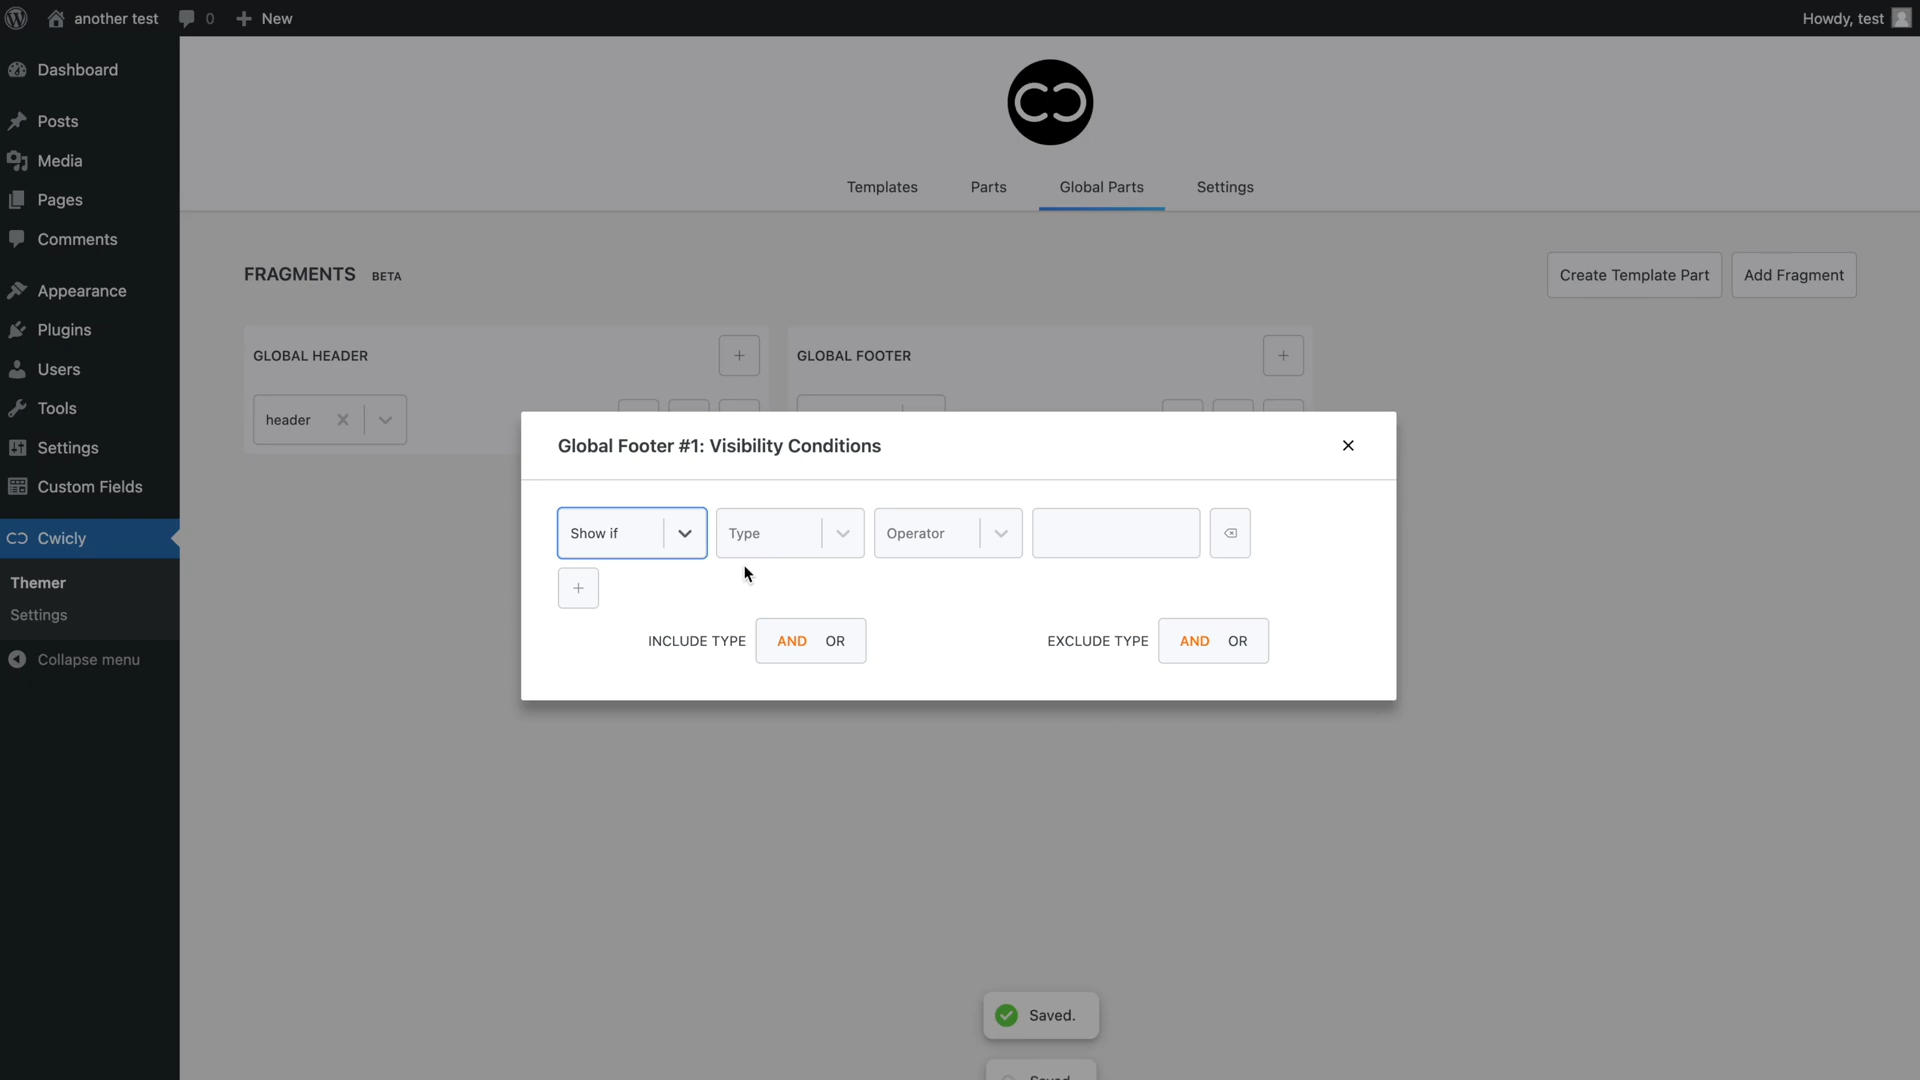 another test
0
New
Howdy, test
Dashboard
Posts
Media
Pages
Comments
Appearance
Plugins
Users
Tools
Settings
Custom Fields
Cwicly
Themer
Settings
Collapse menu
Templates
Parts
Global Parts
Settings
FRAGMENTS BETA
Create Template Part
Add Fragment
GLOBAL HEADER
GLOBAL FOOTER
header
Global Footer #1: Visibility Conditions
Show if
Type
Operator
INCLUDE TYPE AND OR
EXCLUDE TYPE AND OR
Saved.